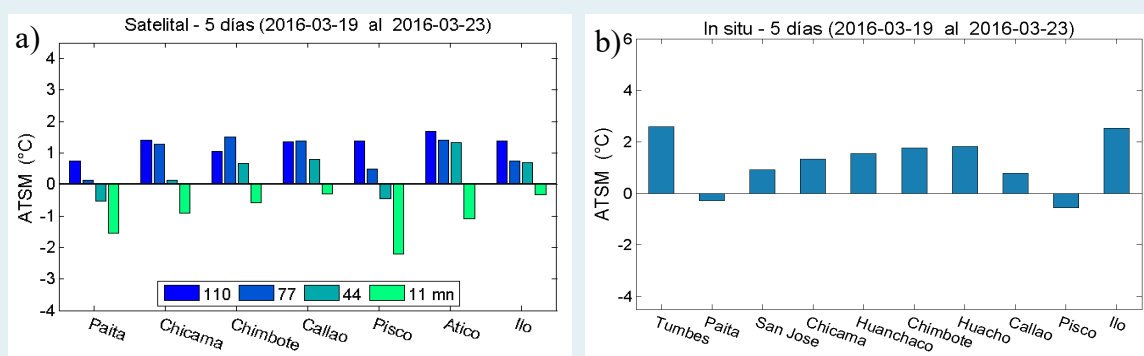 a)
Satelital - 5 días (2016-03-19 al 2016-03-23)
ATSM (°C)
4
3
2
1
0
-1
-2
-3
-4
110 77 44 11 mn
Paita Chicama Chimbote Callao Pisco Atico Ilo
b)
In situ - 5 días (2016-03-19 al 2016-03-23)
ATSM (°C)
6
4
2
0
-2
-4
Tumbes Paita San Jose Chicama Huanchaco Chimbote Huacho Callao Pisco Ilo